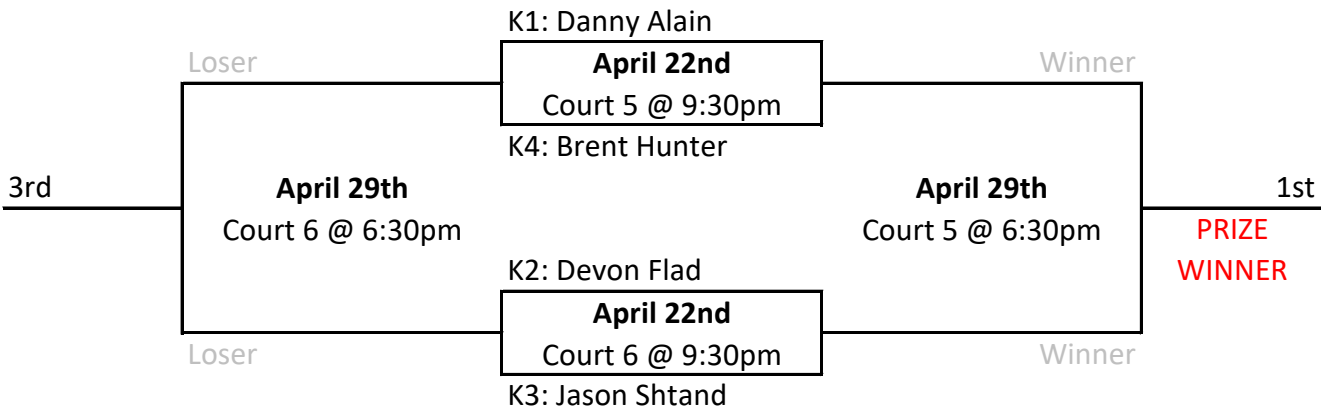 K1: Danny Alain
Loser
April 22nd
Winner
Court 5 @ 9:30pm
K4: Brent Hunter
3rd
April 29th
April 29th
1st
Court 6 @ 6:30pm
Court 5 @ 6:30pm
PRIZE
WINNER
K2: Devon Flad
April 22nd
Loser
Court 6 @ 9:30pm
Winner
K3: Jason Shtand